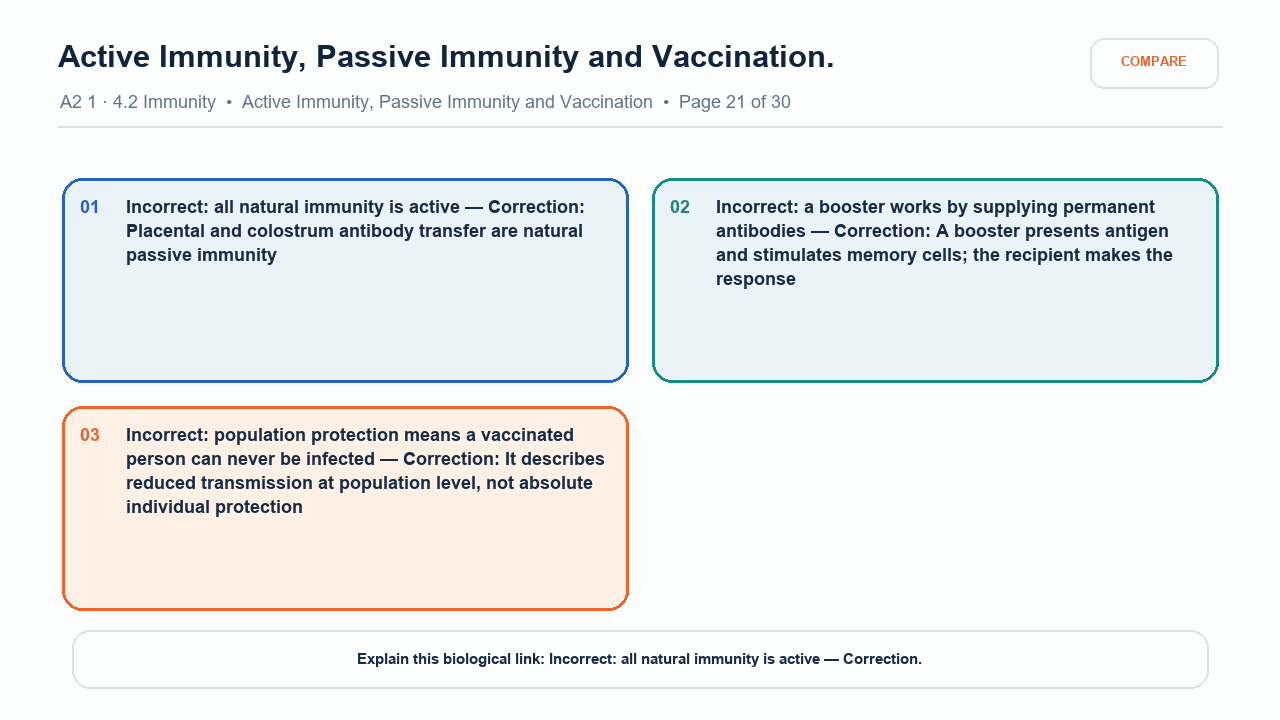 Active Immunity, Passive Immunity and Vaccination.
COMPARE
A2 1 · 4.2 Immunity • Active Immunity, Passive Immunity and Vaccination • Page 21 of 30
01 Incorrect: all natural immunity is active — Correction:
Placental and colostrum antibody transfer are natural
passive immunity
02 Incorrect: a booster works by supplying permanent
antibodies — Correction: A booster presents antigen
and stimulates memory cells; the recipient makes the
response
03 Incorrect: population protection means a vaccinated
person can never be infected — Correction: It describes
reduced transmission at population level, not absolute
individual protection
Explain this biological link: Incorrect: all natural immunity is active — Correction.